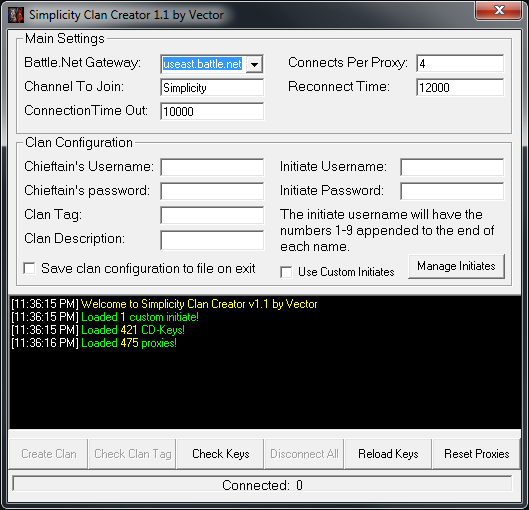 Simplicity Clan Creator 1.1 by Vector
Main Settings
Battle.Net Gateway: useast.battle.net
Connects Per Proxy: 4
Channel To Join: Simplicity
Reconnect Time: 12000
ConnectionTime Out: 10000
Clan Configuration
Chieftain's Username:
Initiate Username:
Chieftain's password:
Initiate Password:
Clan Tag:
Clan Description:
The initiate username will have the
numbers 1-9 appended to the end of
each name.
Save clan configuration to file on exit
Use Custom Initiates
Manage Initiates
[11:36:15 PM] Welcome to Simplicity Clan Creator v1.1 by Vector
[11:36:15 PM] Loaded 1 custom initiate!
[11:36:15 PM] Loaded 421 CD-Keys!
[11:36:16 PM] Loaded 475 proxies!
Create Clan
Check Clan Tag
Check Keys
Disconnect All
Reload Keys
Reset Proxies
Connected: 0